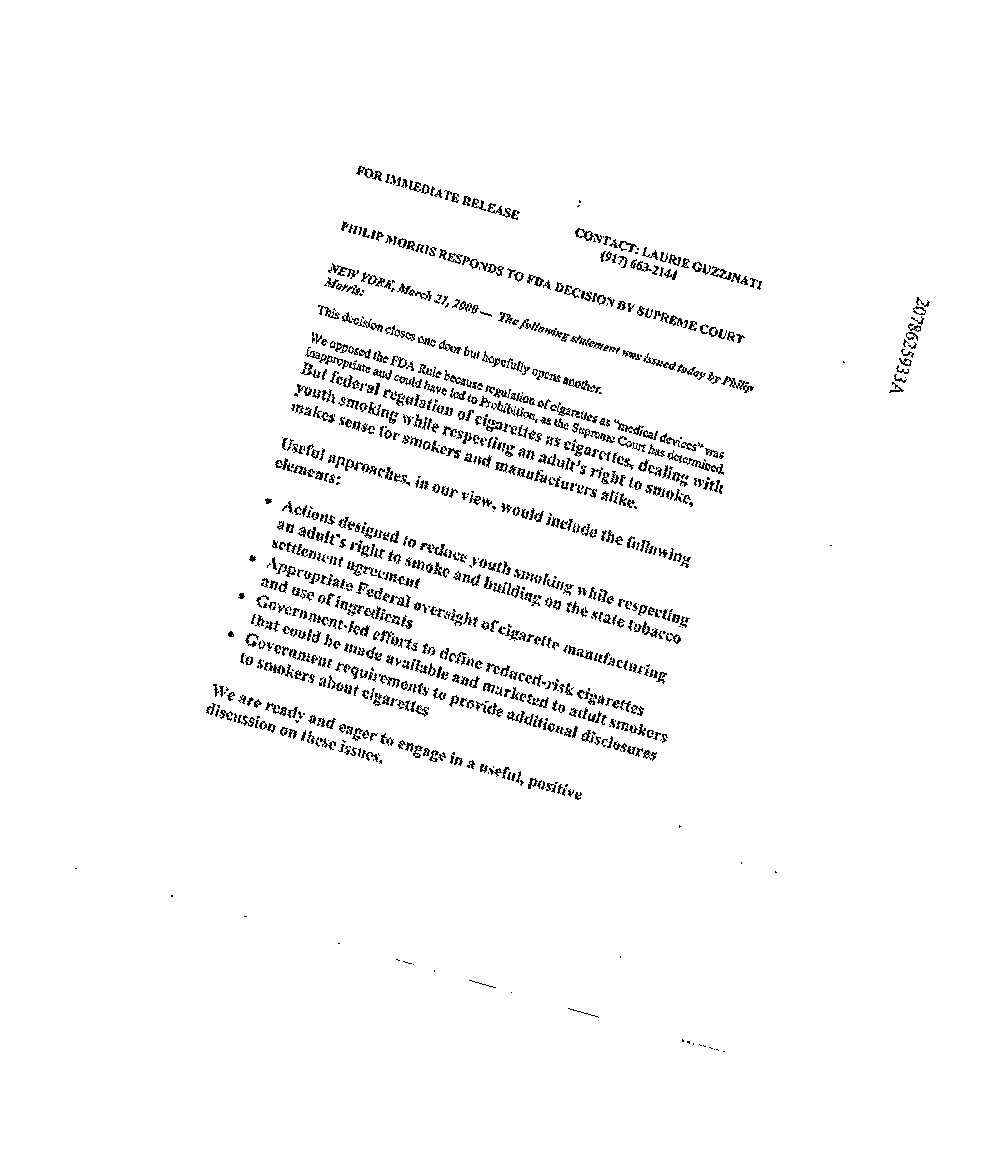 FOR IMMEDIATE RELEASE
CONTACT: LAURIE GUZZINATI
(917) 663-2144
PHILIP MORRIS RESPONDS TO FDA DECISION BY SUPREME COURT
NEW YORK, March 21, 2000 — The following statement was issued today by Philip
Morris:
This decision closes one door but hopefully opens another.
We opposed the FDA Rule because regulation of cigarettes as "medical devices" was
inappropriate and could have led to Prohibition, as the Supreme Court has determined.
But federal regulation of cigarettes as cigarettes, dealing with
youth smoking while respecting an adult's right to smoke,
makes sense for smokers and manufacturers alike.
Useful approaches, in our view, would include the following
elements:
• Actions designed to reduce youth smoking while respecting
an adult's right to smoke and building on the state tobacco
settlement agreement
• Appropriate Federal oversight of cigarette manufacturing
and use of ingredients
• Government-led efforts to define reduced-risk cigarettes
that could be made available and marketed to adult smokers
• Government requirements to provide additional disclosures
to smokers about cigarettes
We are ready and eager to engage in a useful, positive
discussion on these issues.
2078625933A